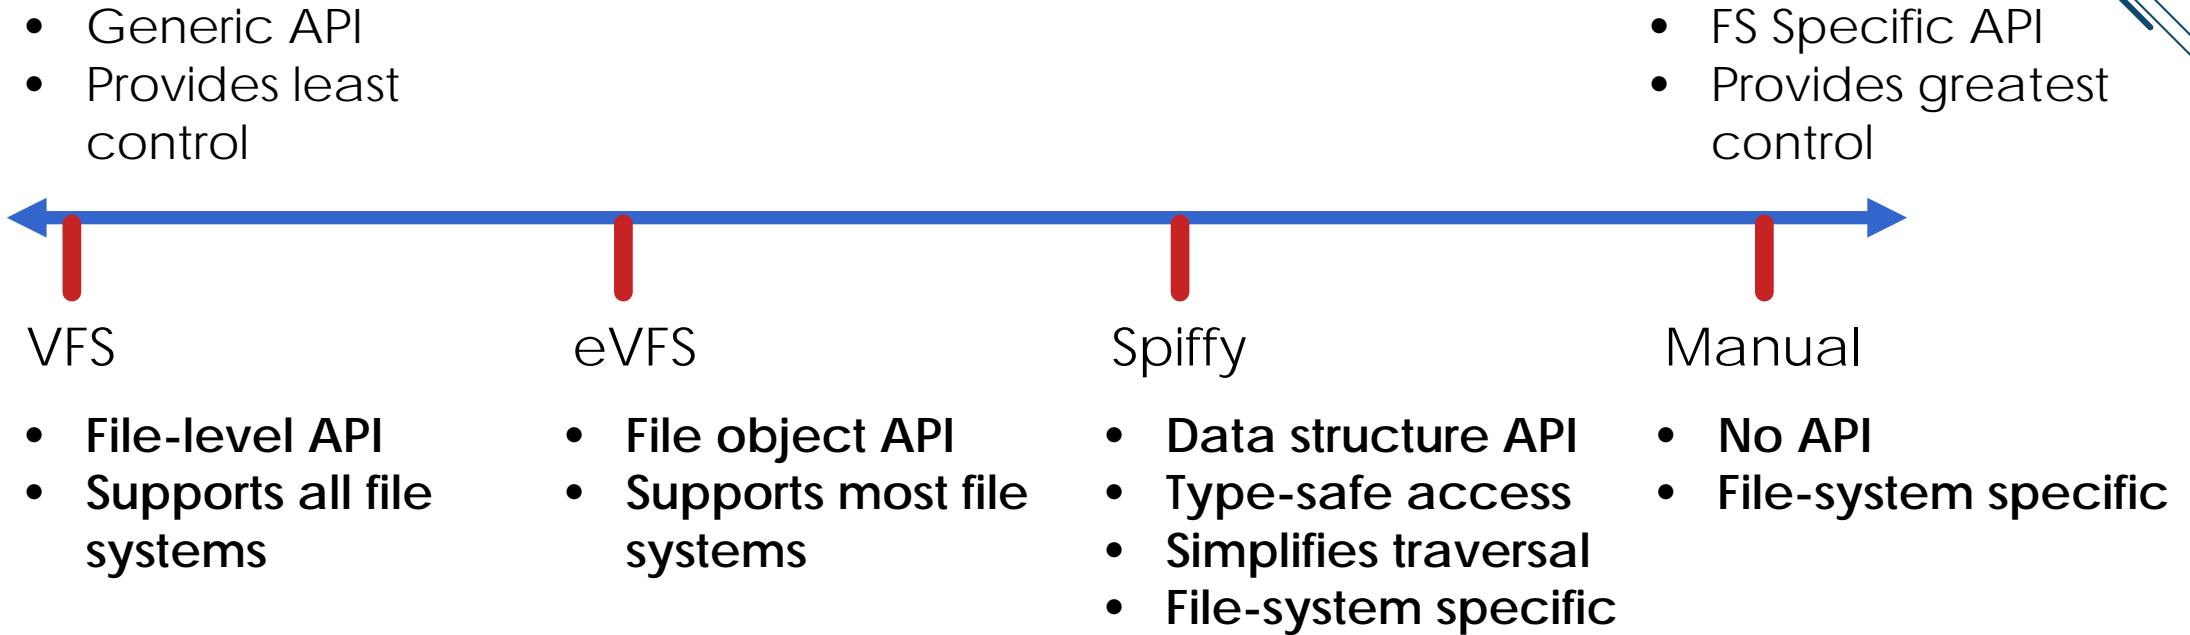 • Generic API
• Provides least
control
• FS Specific API
• Provides greatest
control
VFS
eVFS
Spiffy
Manual
• File-level API
• Supports all file
systems
• File object API
• Supports most file
systems
• Data structure API
• Type-safe access
• Simplifies traversal
• File-system specific
• No API
• File-system specific